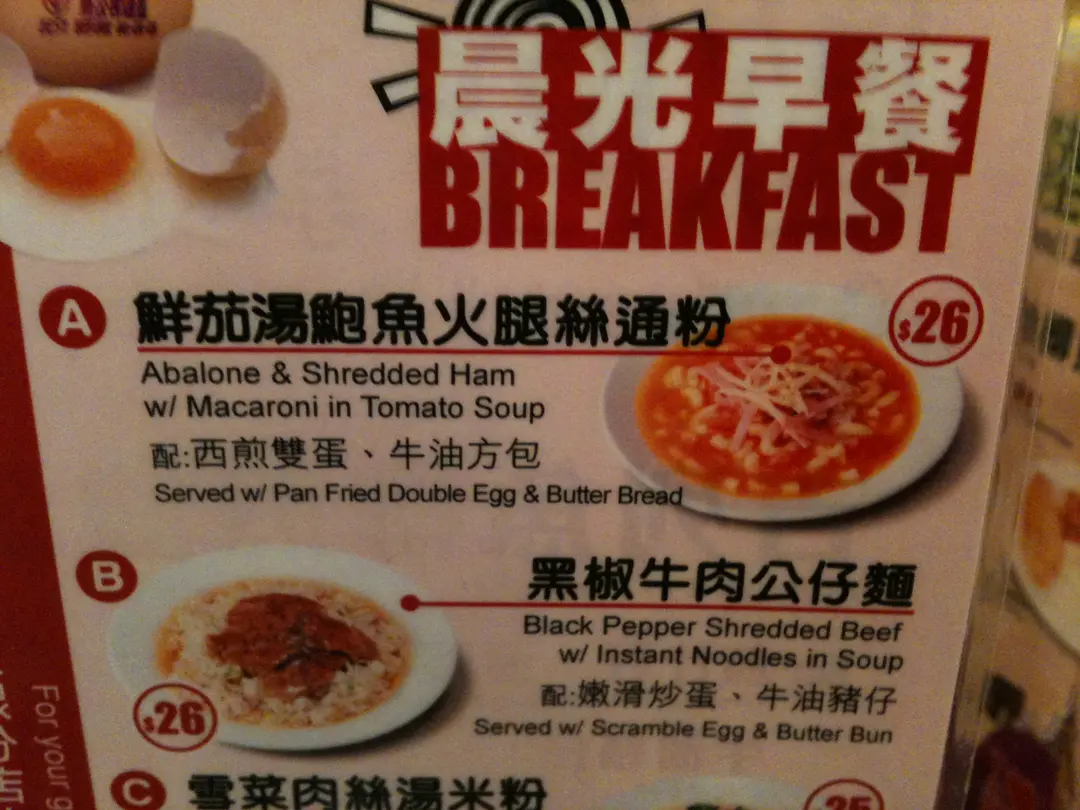 晨光早餐
BREAKFAST
A 鮮茄湯鮑魚火腿絲通粉 $26
Abalone & Shredded Ham
w/ Macaroni in Tomato Soup
配:西煎雙蛋、牛油方包
Served w/ Pan Fried Double Egg & Butter Bread
B 黑椒牛肉公仔麵
Black Pepper Shredded Beef
w/ Instant Noodles in Soup
配:嫩滑炒蛋、牛油豬仔
$26
Served w/ Scramble Egg & Butter Bun
C 雪菜肉絲湯米粉 25
For your